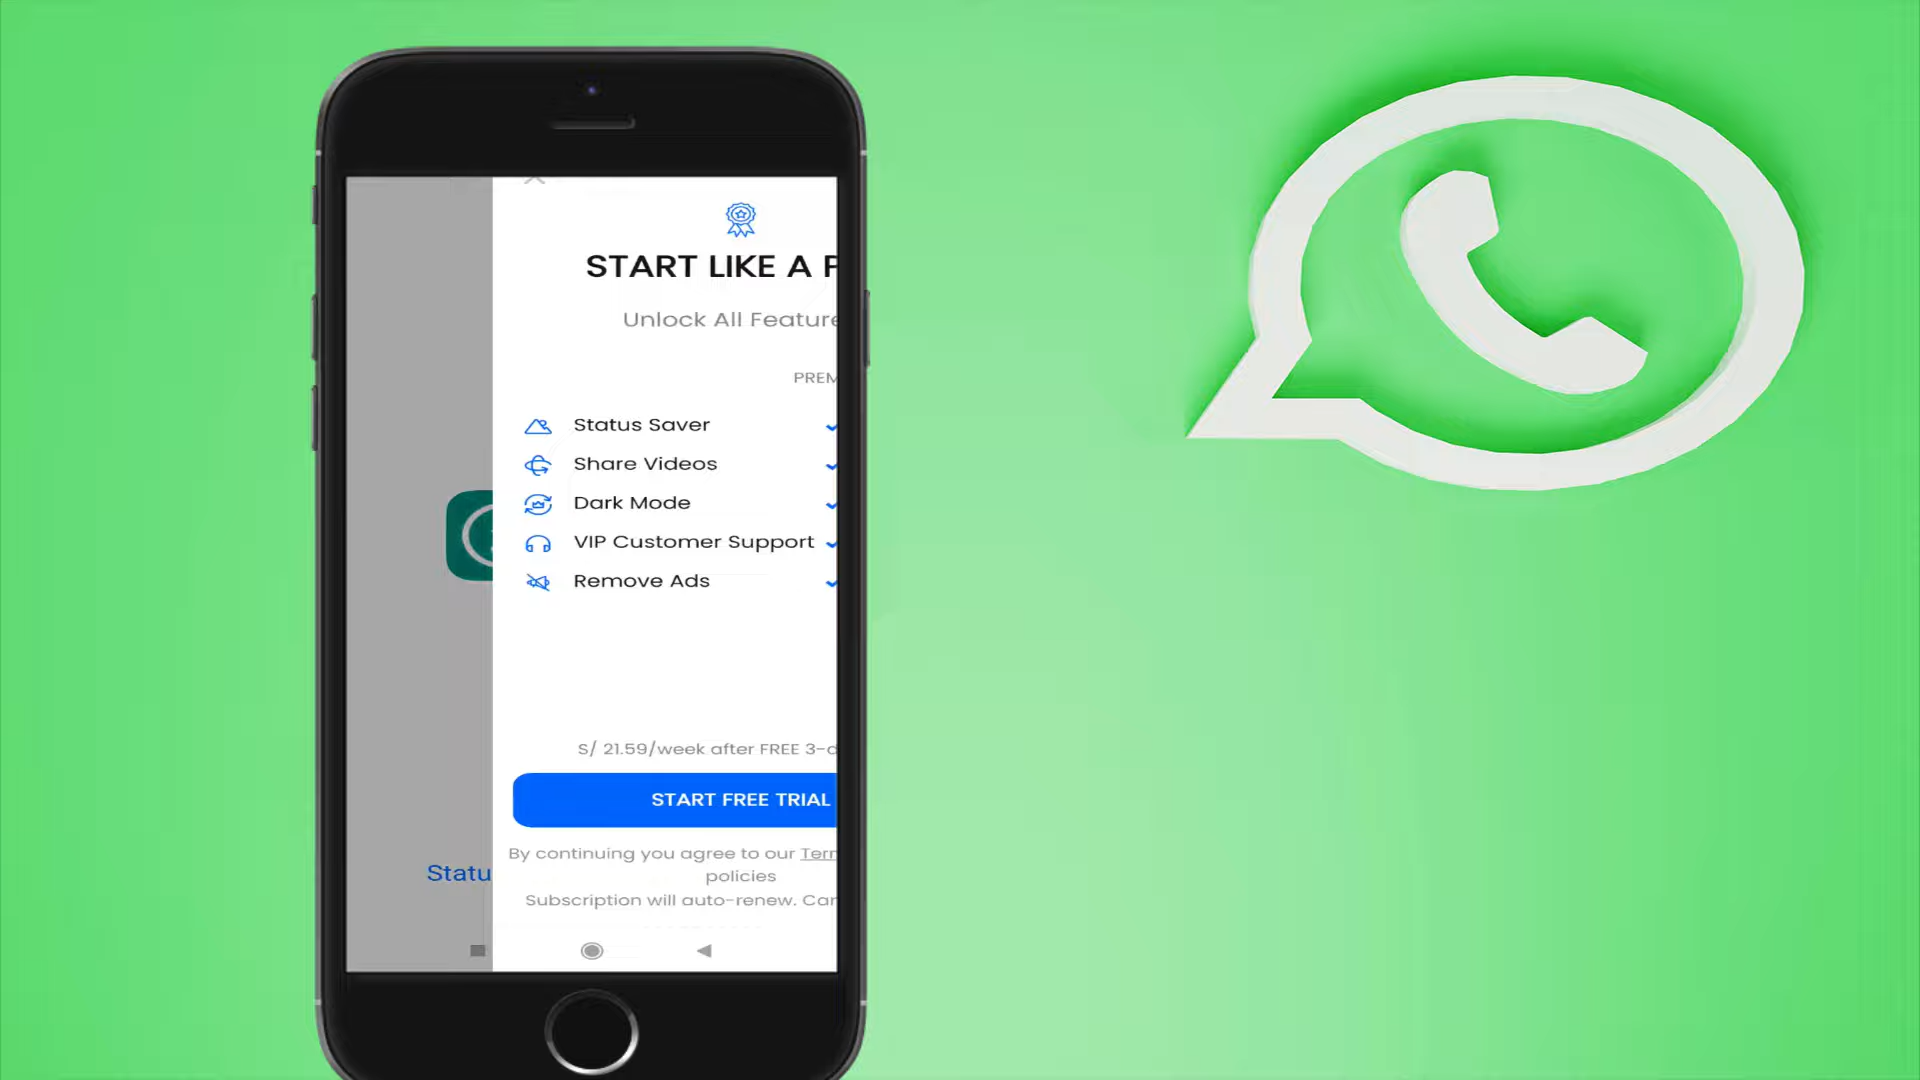 START LIKE A P
Unlock All Feature
PREM
Status Saver
Share Videos
Dark Mode
VIP Customer Support
Remove Ads
S/ 21.59/week after FREE 3-d
START FREE TRIAL
By continuing you agree to our Tern
policies
Subscription will auto-renew. Can
Statu